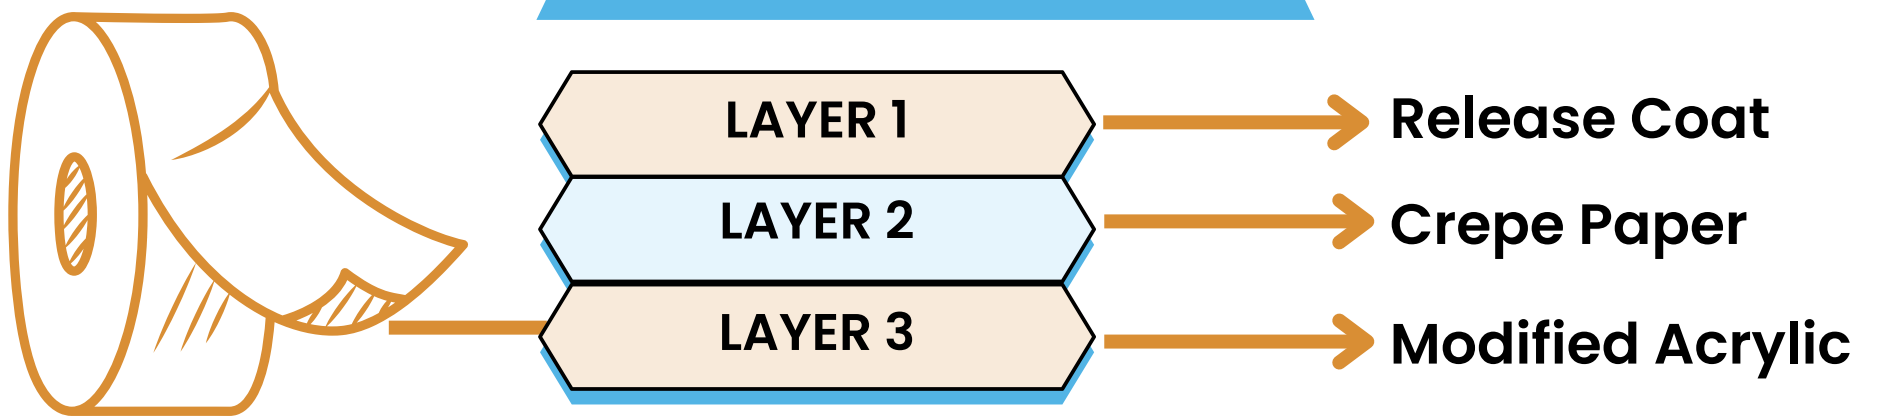 LAYER 1
Release Coat
LAYER 2
Crepe Paper
LAYER 3
Modified Acrylic